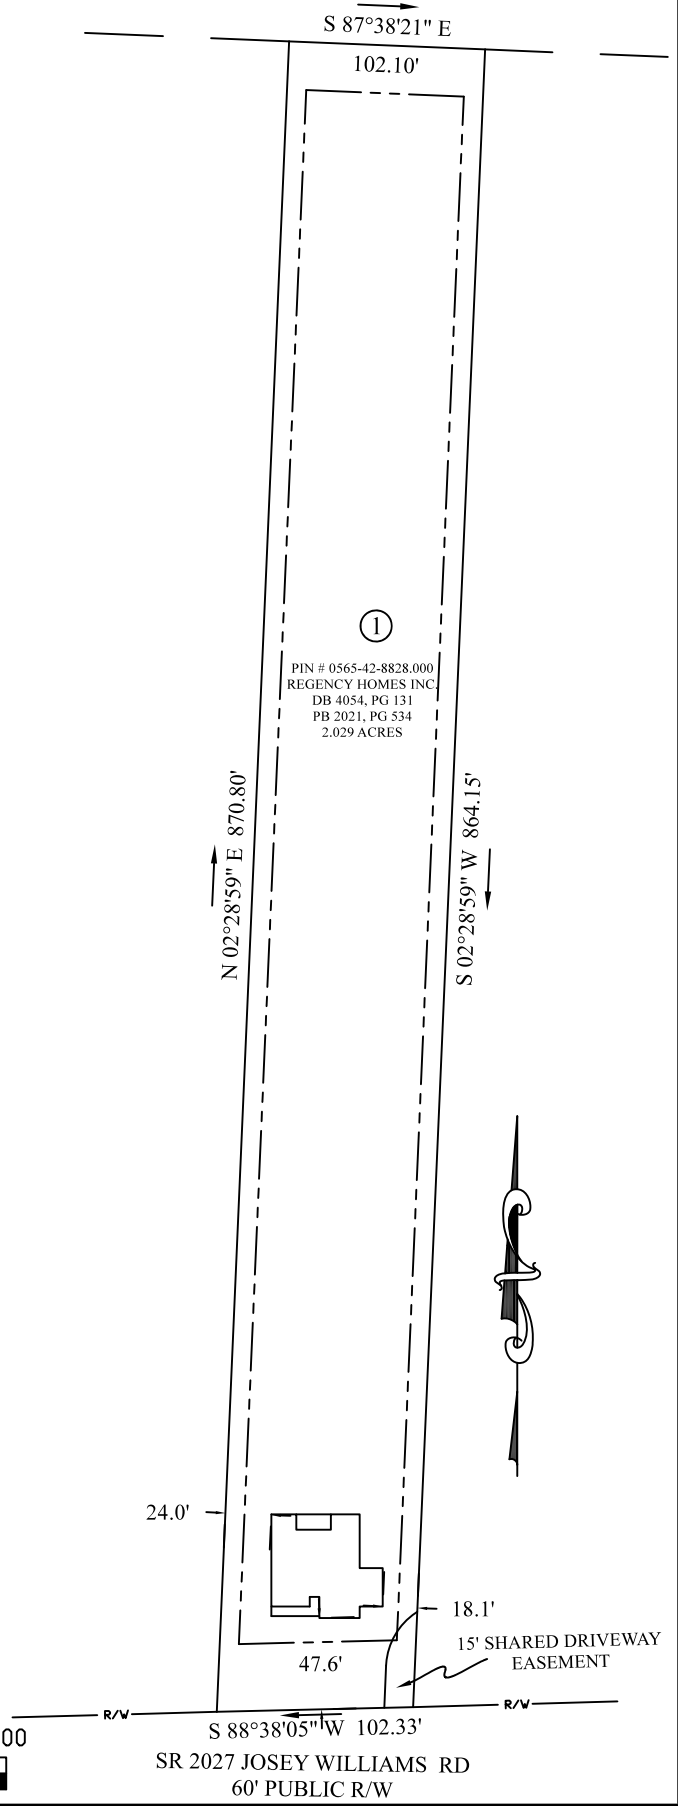 S 87°38'21" E
102.10'
1
PIN # 0565-42-8828.000
REGENCY HOMES INC.
DB 4054, PG 131
PB 2021, PG 534
2.029 ACRES
N 02°28'59" E 870.80'
S 02°28'59" W 864.15'
24.0'
18.1'
15' SHARED DRIVEWAY
EASEMENT
47.6'
R/W
R/W
S 88°38'05" W 102.33'
00
SR 2027 JOSEY WILLIAMS RD
60' PUBLIC R/W